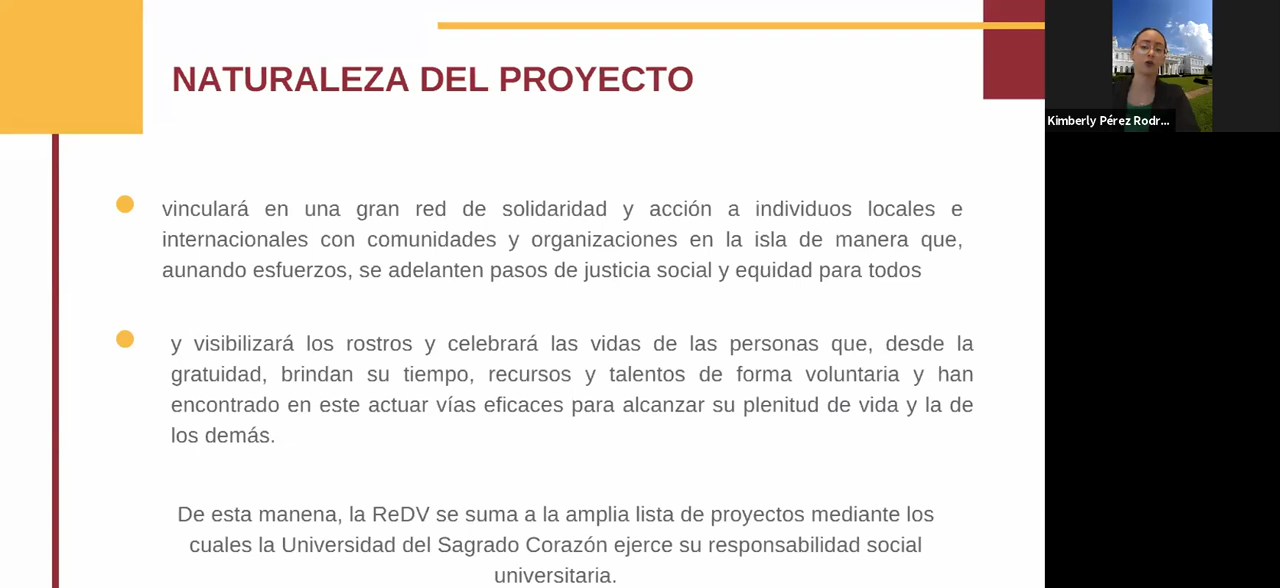 NATURALEZA DEL PROYECTO
Kimberly Pérez Rodr...
vinculará en una gran red de solidaridad y acción a individuos locales e
internacionales con comunidades y organizaciones en la isla de manera que,
aunando esfuerzos, se adelanten pasos de justicia social y equidad para todos
y visibilizará los rostros y celebrará las vidas de las personas que, desde la
gratuidad, brindan su tiempo, recursos y talentos de forma voluntaria y han
encontrado en este actuar vías eficaces para alcanzar su plenitud de vida y la de
los demás.
De esta manena, la ReDV se suma a la amplia lista de proyectos mediante los
cuales la Universidad del Sagrado Corazón ejerce su responsabilidad social
universitaria.